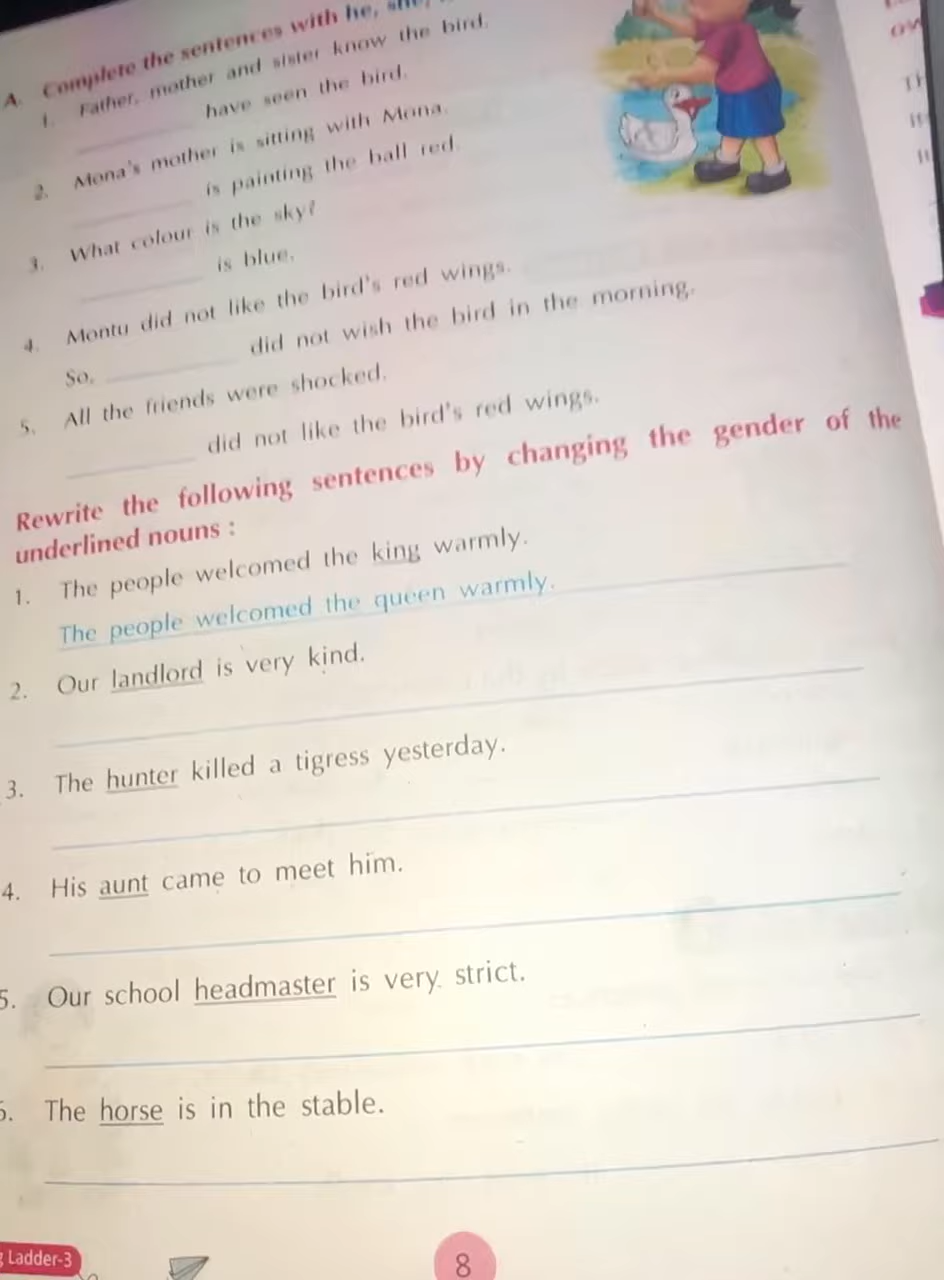 A. Complete the sentences with he, she,
1. Father, mother and sister know the bird.
have seen the bird.
2. Mona's mother is sitting with Mona.
is painting the ball red.
3. What colour is the sky?
is blue.
4. Montu did not like the bird's red wings.
So, did not wish the bird in the morning.
5. All the friends were shocked.
did not like the bird's red wings.
Rewrite the following sentences by changing the gender of the
underlined nouns :
1. The people welcomed the king warmly.
The people welcomed the queen warmly.
2. Our landlord is very kind.
3. The hunter killed a tigress yesterday.
4. His aunt came to meet him.
5. Our school headmaster is very strict.
6. The horse is in the stable.
Ladder-3
8